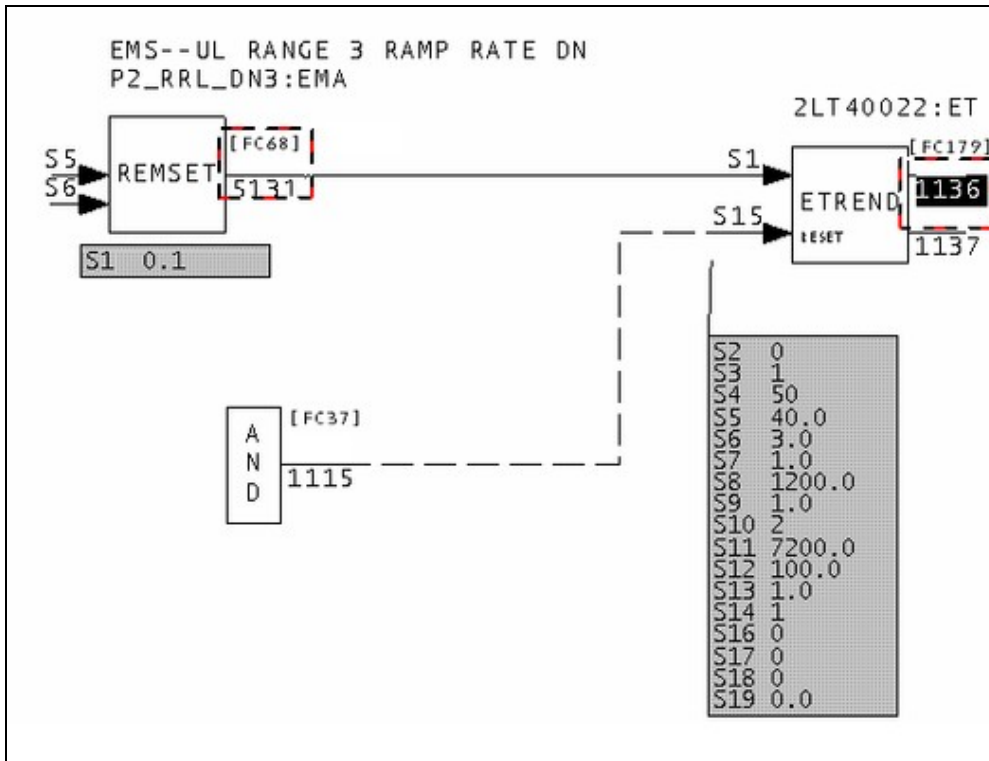 EMS--UL RANGE 3 RAMP RATE DN
P2_RRL_DN3:EMA
2LT40022:ET
[FC68]
[FC179]
S5
S6
REMSET
5131
S1
ETREND
1136
S15
RESET
1137
S1 0.1
[FC37]
AND
1115
S2 0
S3 1
S4 50
S5 40.0
S6 3.0
S7 1.0
S8 1200.0
S9 1.0
S10 2
S11 7200.0
S12 100.0
S13 1.0
S14 1
S16 0
S17 0
S18 0
S19 0.0